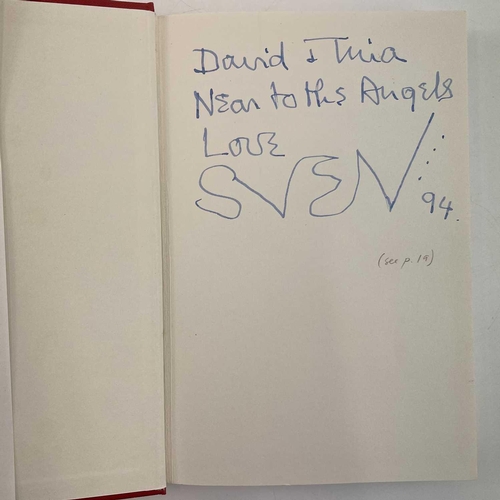 David & Thia
Near to the Angels
Love
SVEN
94.
(see p. 19)